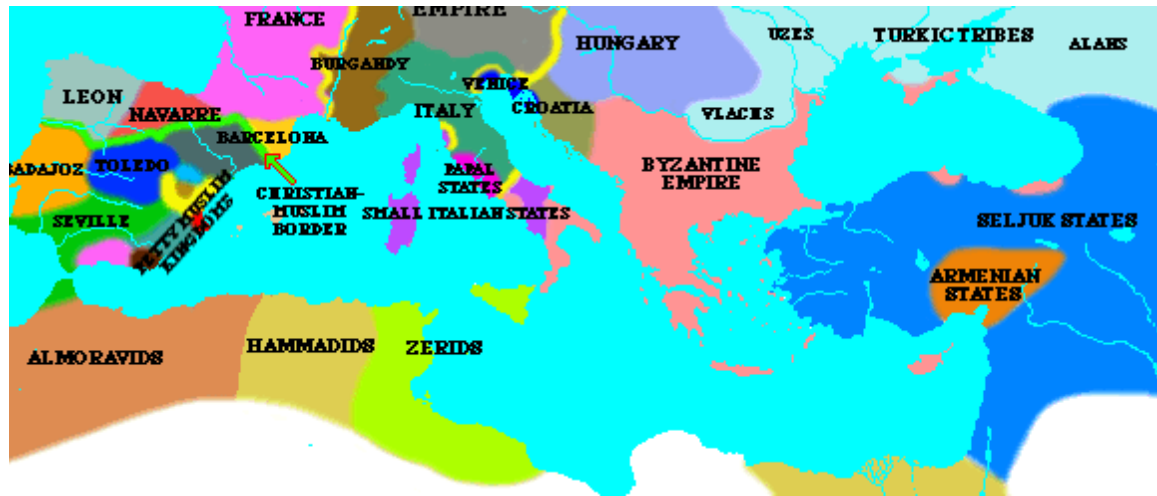 FRANCE
EMPIRE
HUNGARY
UZES
TURKIC TRIBES
ALANS
BURGANDY
VENICE
LEON
NAVARRE
ITALY
CROATIA
VLACHS
BARCELONA
BADAJOZ
TOLEDO
PAPAL
STATES
BYZANTINE
EMPIRE
CHRISTIAN-
MUSLIM
BORDER
SEVILLE
PETTY MUSLIM
KINGDOMS
SMALL ITALIAN STATES
SELJUK STATES
ARMENIAN
STATES
ALMORAVIDS
HAMMADIDS
ZERIDS